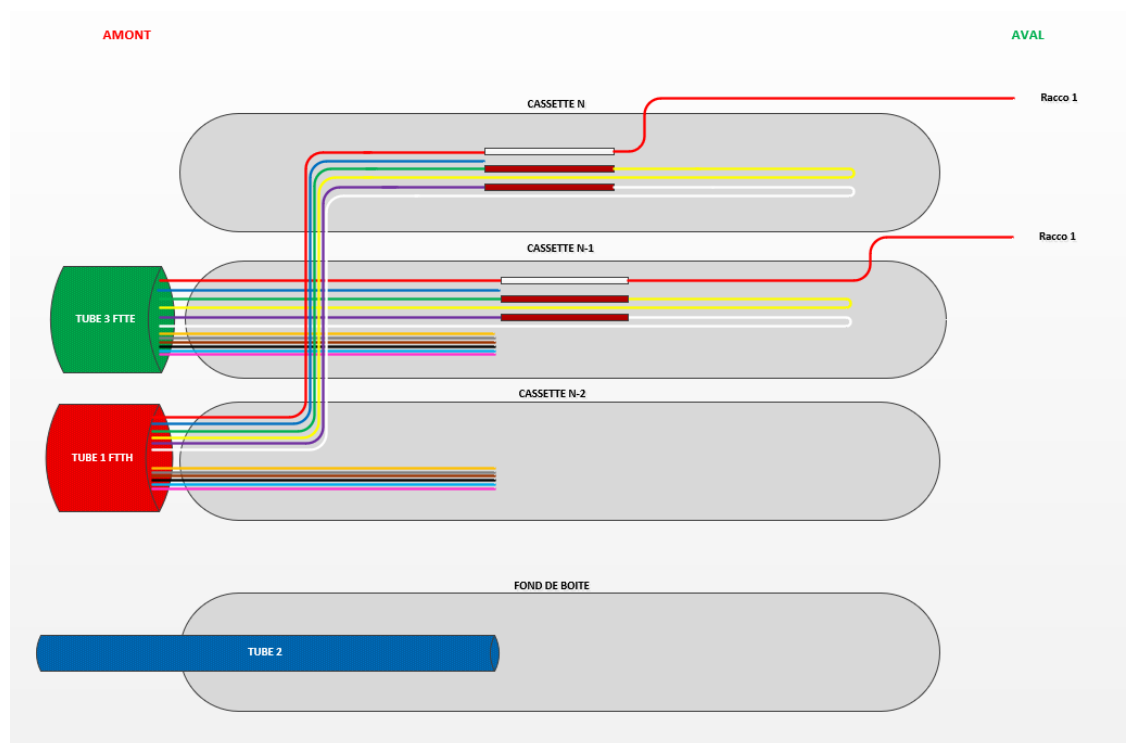 AMONT
AVAL
CASSETTE N
Racco 1
CASSETTE N-1
Racco 1
TUBE 3 FTTE
CASSETTE N-2
TUBE 1 FTTH
FOND DE BOITE
TUBE 2